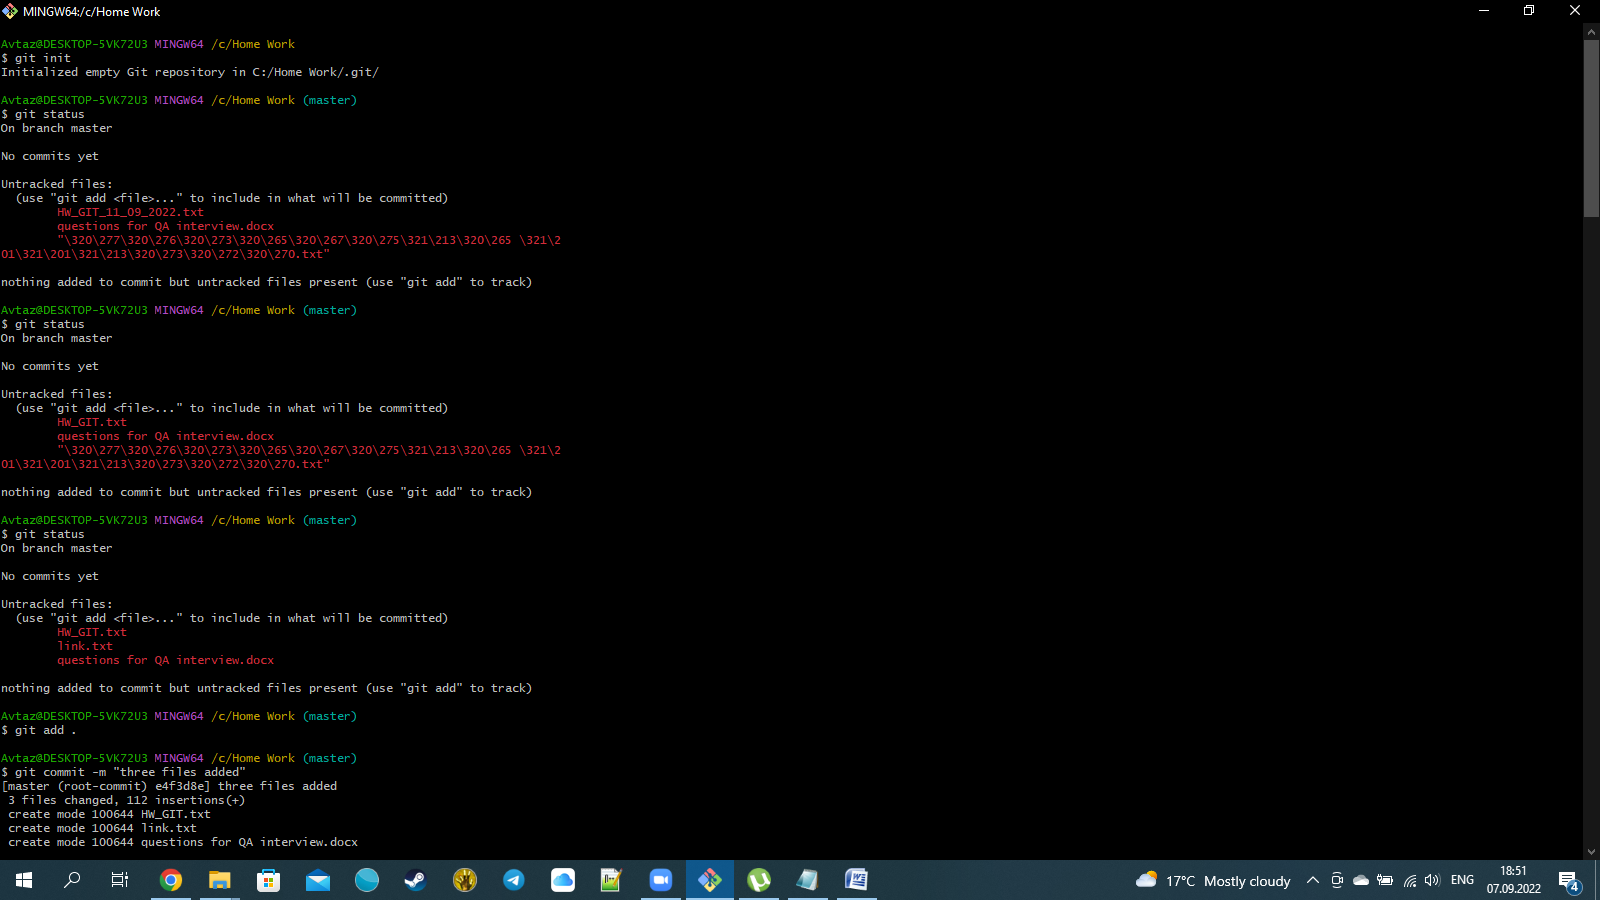 MINGW64:/c/Home Work
Avtaz@DESKTOP-5VK72U3 MINGW64 /c/Home Work
$ git init
Initialized empty Git repository in C:/Home Work/.git/
Avtaz@DESKTOP-5VK72U3 MINGW64 /c/Home Work (master)
$ git status
On branch master
No commits yet
Untracked files:
(use "git add <file>..." to include in what will be committed)
HW_GIT_11_09_2022.txt
questions for QA interview.docx
"\320\277\320\276\320\273\320\265\320\267\320\275\321\213\320\265 \321\2
01\321\201\321\213\320\273\320\272\320\270.txt"
nothing added to commit but untracked files present (use "git add" to track)
Avtaz@DESKTOP-5VK72U3 MINGW64 /c/Home Work (master)
$ git status
On branch master
No commits yet
Untracked files:
(use "git add <file>..." to include in what will be committed)
HW_GIT.txt
questions for QA interview.docx
"\320\277\320\276\320\273\320\265\320\267\320\275\321\213\320\265 \321\2
01\321\201\321\213\320\273\320\272\320\270.txt"
nothing added to commit but untracked files present (use "git add" to track)
Avtaz@DESKTOP-5VK72U3 MINGW64 /c/Home Work (master)
$ git status
On branch master
No commits yet
Untracked files:
(use "git add <file>..." to include in what will be committed)
HW_GIT.txt
link.txt
questions for QA interview.docx
nothing added to commit but untracked files present (use "git add" to track)
Avtaz@DESKTOP-5VK72U3 MINGW64 /c/Home Work (master)
$ git add .
Avtaz@DESKTOP-5VK72U3 MINGW64 /c/Home Work (master)
$ git commit -m "three files added"
[master (root-commit) e4f3d8e] three files added
3 files changed, 112 insertions(+)
create mode 100644 HW_GIT.txt
create mode 100644 link.txt
create mode 100644 questions for QA interview.docx
17°C Mostly cloudy
ENG
18:51
07.09.2022
4